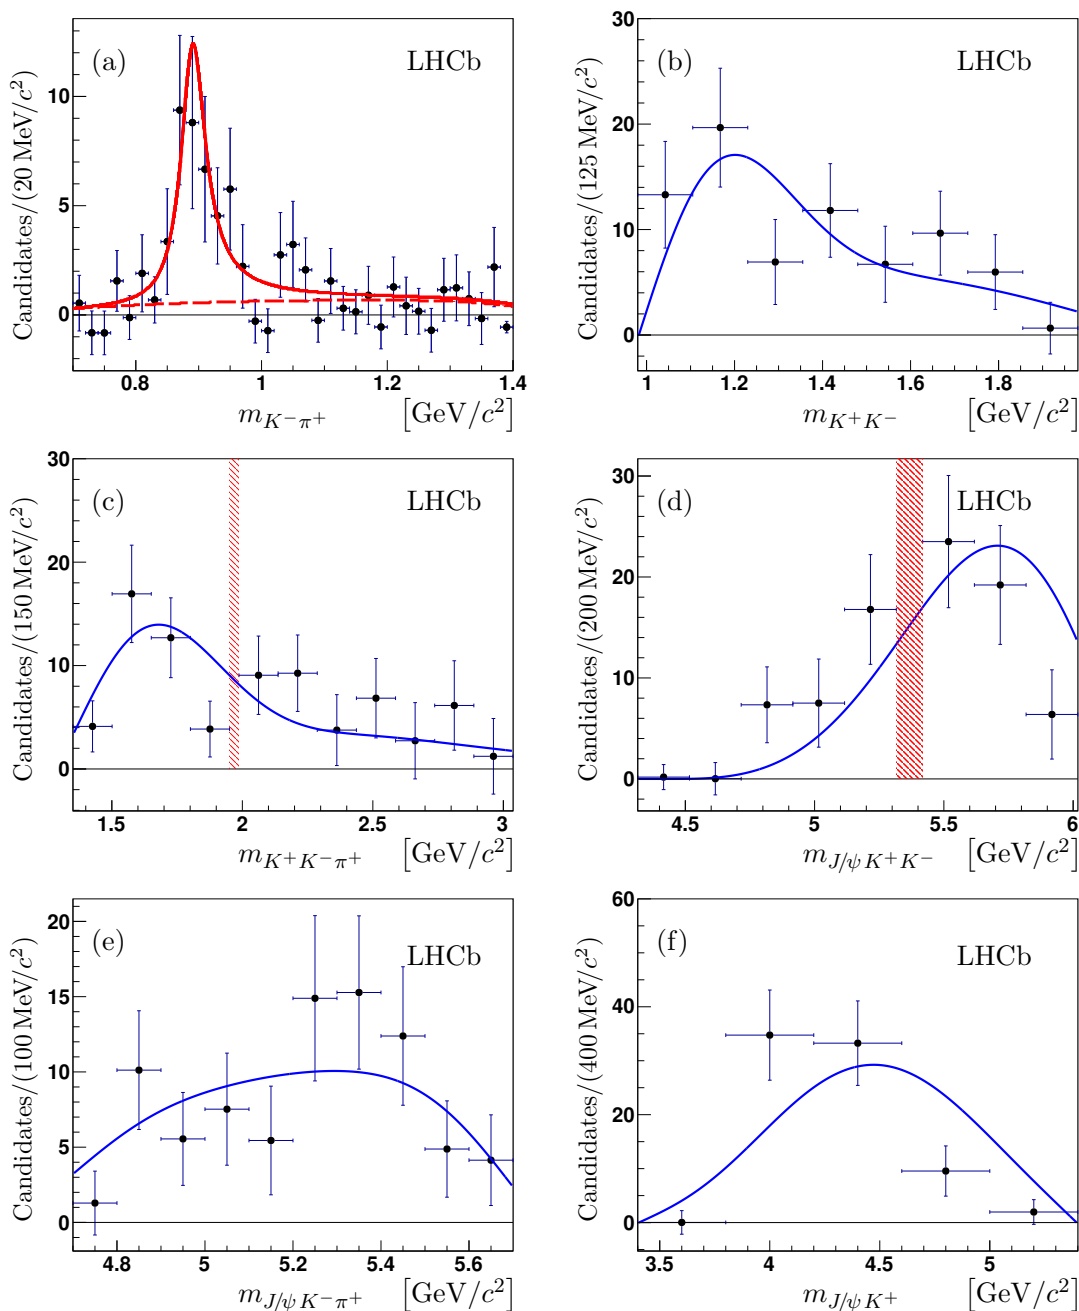 (a) LHCb
Candidates/(20 MeV/c²)
10
5
0
0.8 1 1.2 1.4
m_{K⁻π⁺} [GeV/c²]
(b) LHCb
Candidates/(125 MeV/c²)
30
20
10
0
1 1.2 1.4 1.6 1.8
m_{K⁺K⁻} [GeV/c²]
(c) LHCb
Candidates/(150 MeV/c²)
30
20
10
0
1.5 2 2.5 3
m_{K⁺K⁻π⁺} [GeV/c²]
(d) LHCb
Candidates/(200 MeV/c²)
30
20
10
0
4.5 5 5.5 6
m_{J/ψK⁺K⁻} [GeV/c²]
(e) LHCb
Candidates/(100 MeV/c²)
20
15
10
5
0
4.8 5 5.2 5.4 5.6
m_{J/ψK⁻π⁺} [GeV/c²]
(f) LHCb
Candidates/(400 MeV/c²)
60
40
20
0
3.5 4 4.5 5
m_{J/ψK⁺} [GeV/c²]